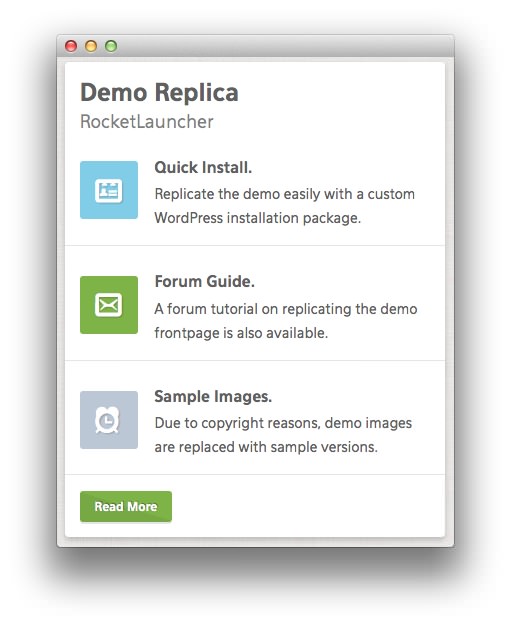 Demo Replica
RocketLauncher
Quick Install.
Replicate the demo easily with a custom
WordPress installation package.
Forum Guide.
A forum tutorial on replicating the demo
frontpage is also available.
Sample Images.
Due to copyright reasons, demo images
are replaced with sample versions.
Read More